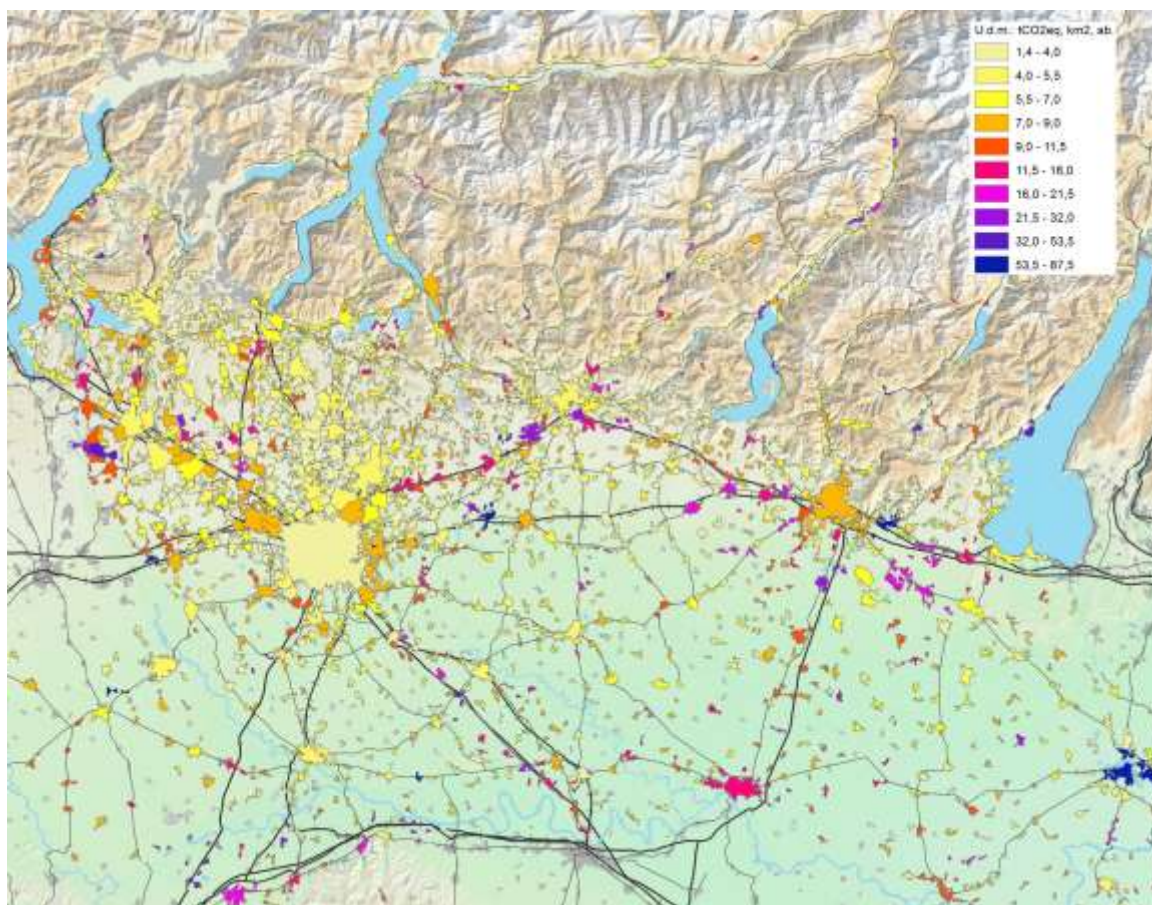 U.d.m.: tCO2eq, km2, ab.
1,4 - 4,0
4,0 - 5,5
5,5 - 7,0
7,0 - 9,0
9,0 - 11,5
11,5 - 16,0
16,0 - 21,5
21,5 - 32,0
32,0 - 53,5
53,5 - 87,5